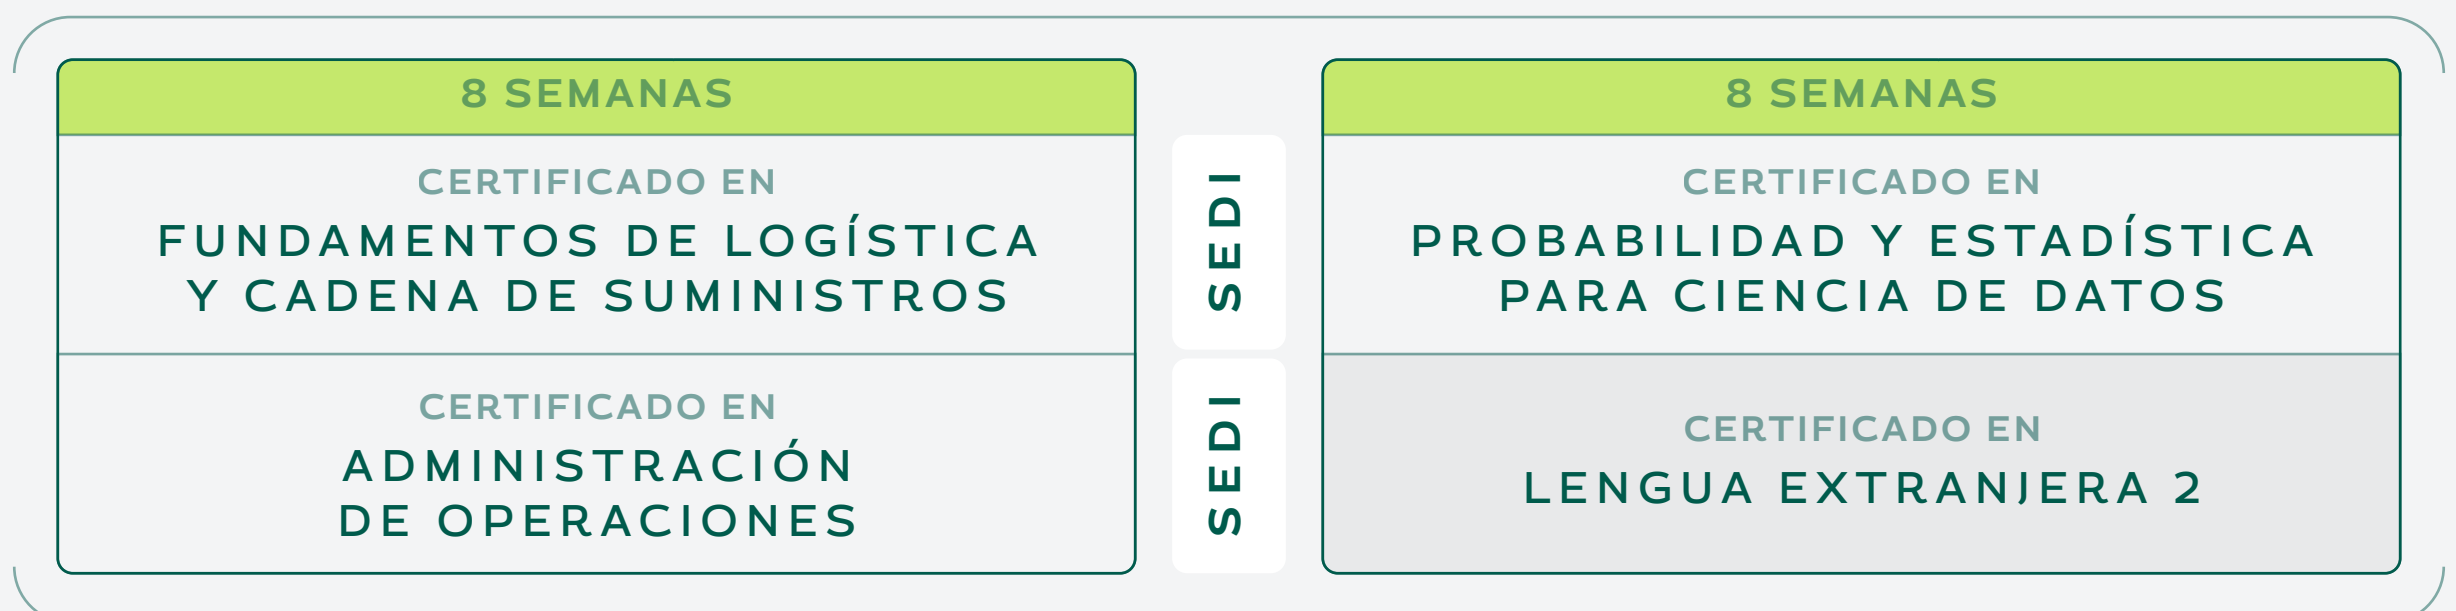 8 SEMANAS
CERTIFICADO EN
FUNDAMENTOS DE LOGÍSTICA
Y CADENA DE SUMINISTROS
CERTIFICADO EN
ADMINISTRACIÓN
DE OPERACIONES
SEDI
SEDI
8 SEMANAS
CERTIFICADO EN
PROBABILIDAD Y ESTADÍSTICA
PARA CIENCIA DE DATOS
CERTIFICADO EN
LENGUA EXTRANJERA 2